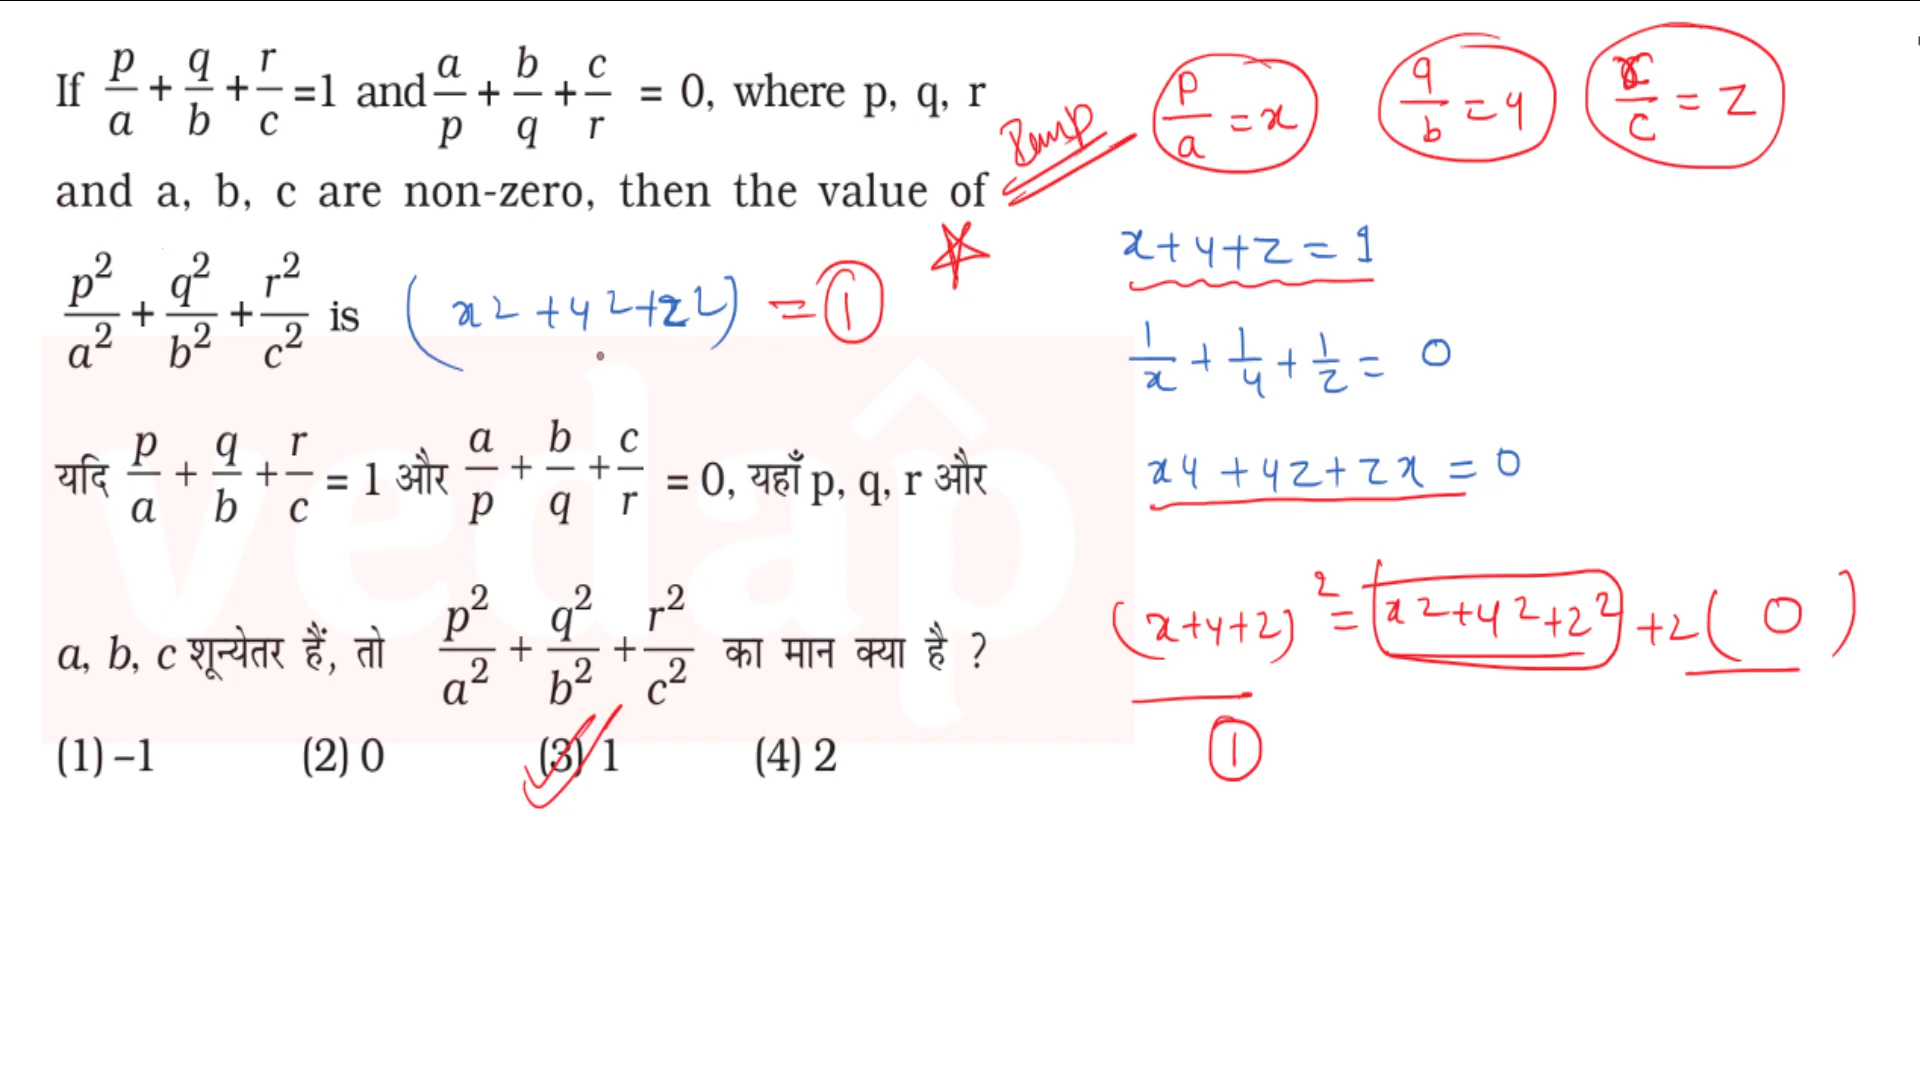 If p/a + q/b + r/c =1 and a/p + b/q + c/r = 0, where p, q, r
and a, b, c are non-zero, then the value of
p²/a² + q²/b² + r²/c² is (x² + y² + z²) = 1
यदि p/a + q/b + r/c = 1 और a/p + b/q + c/r = 0, यहाँ p, q, r और
a, b, c शून्येतर हैं, तो p²/a² + q²/b² + r²/c² का मान क्या है ?
(1) –1 (2) 0 (3) 1 (4) 2
p/a = x q/b = y r/c = z
x + y + z = 1
1/x + 1/y + 1/z = 0
xy + yz + zx = 0
(x+y+z)² = x² + y² + z² + 2( 0 )
1
vedap